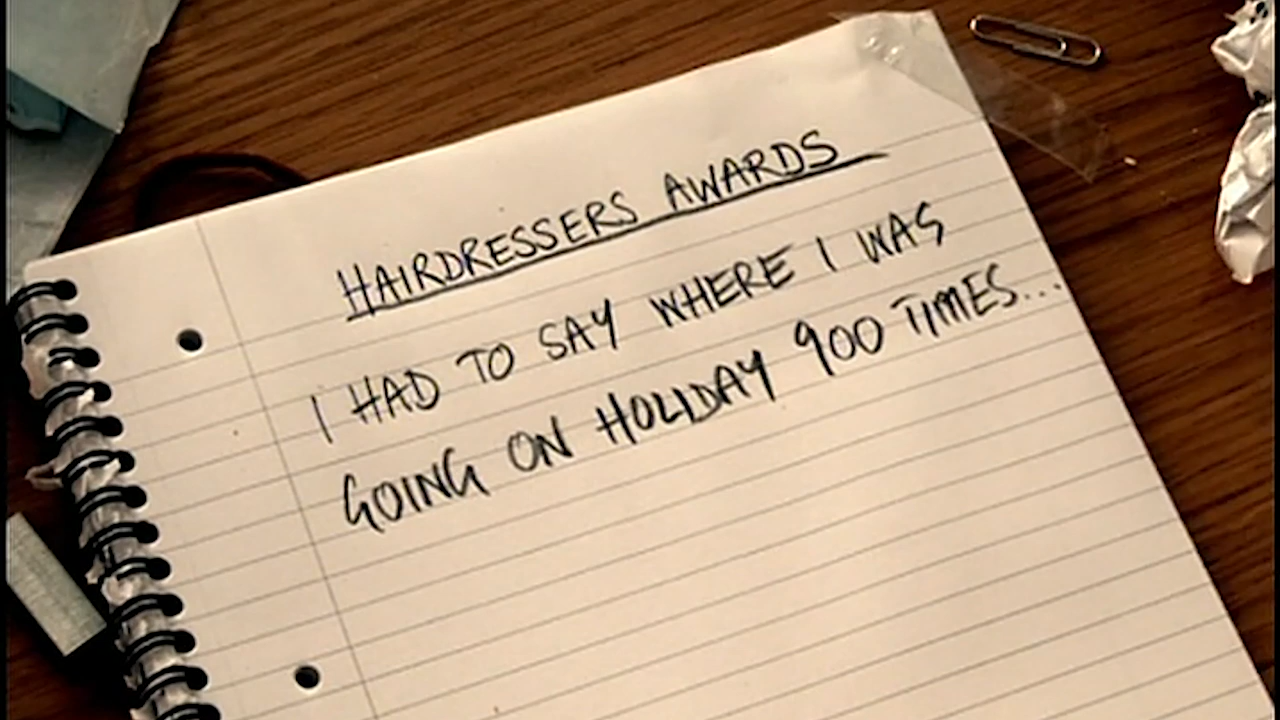 HAIRDRESSERS AWARDS
I HAD TO SAY WHERE I WAS
GOING ON HOLIDAY 900 TIMES...